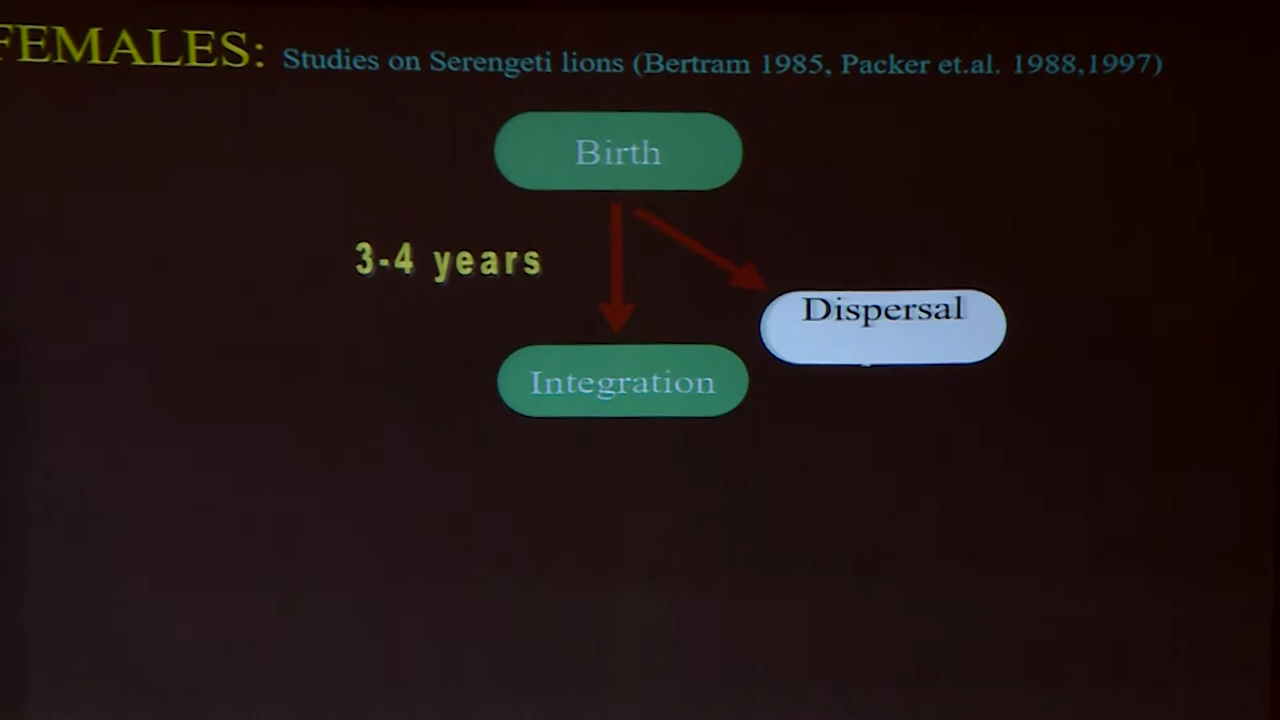 FEMALES: Studies on Serengeti lions (Bertram 1985, Packer et.al. 1988,1997)
Birth
3-4 years
Dispersal
Integration